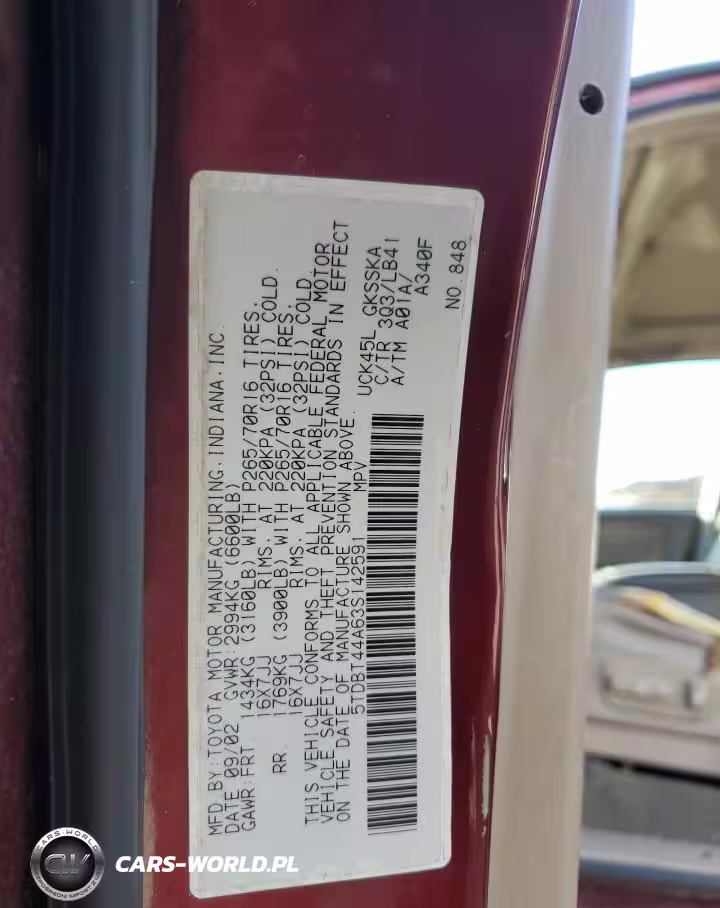 MFD. BY: TOYOTA MOTOR MANUFACTURING, INDIANA, INC.
DATE 09/02 GVWR: 2994KG (6600LB)
GAWR: FRT. 1434KG (3160LB) WITH P265/70R16 TIRES,
16X7JJ RIMS, AT 220KPA (32PSI) COLD.
RR. 1769KG (3900LB) WITH P265/70R16 TIRES,
16X7JJ RIMS, AT 220KPA (32PSI) COLD.
THIS VEHICLE CONFORMS TO ALL APPLICABLE FEDERAL MOTOR
VEHICLE SAFETY AND THEFT PREVENTION STANDARDS IN EFFECT
ON THE DATE OF MANUFACTURE SHOWN ABOVE.
5TDBT44A63S142591 MPV
UCK45L GKSSKA
C/TR 3Q3/LB41
A/TM A01A/
A340F
NO. 848
CARS-WORLD
CW
CARS-WORLD.PL